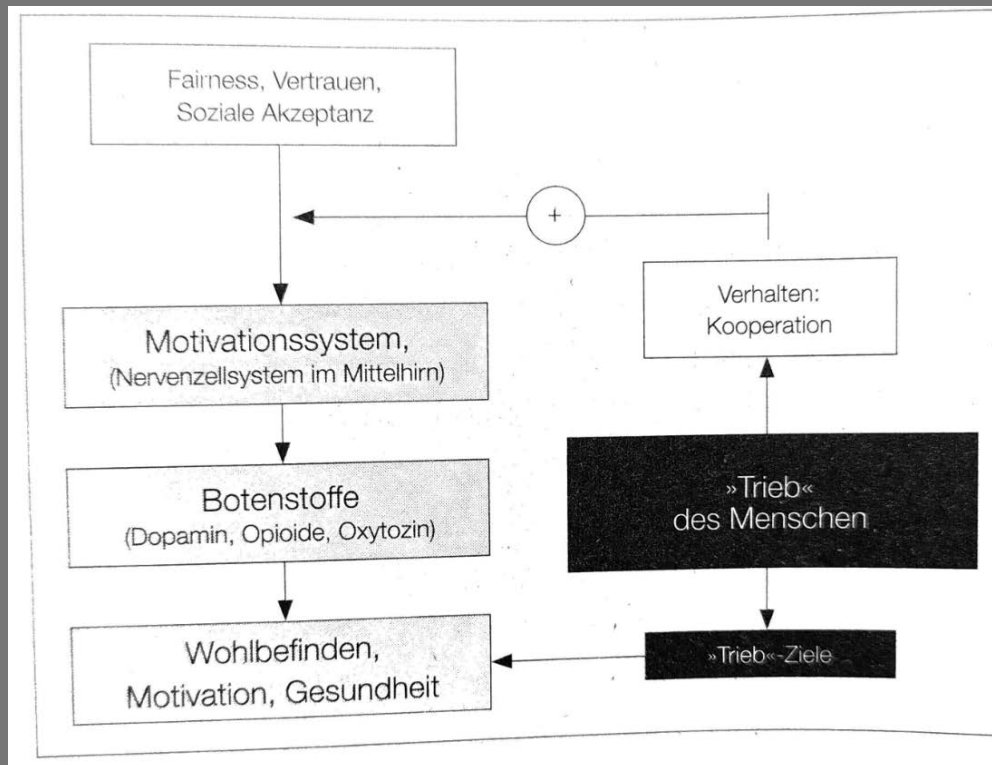 Fairness, Vertrauen,
Soziale Akzeptanz
+
Verhalten:
Kooperation
Motivationssystem,
(Nervenzellsystem im Mittelhirn)
Botenstoffe
(Dopamin, Opioide, Oxytozin)
»Trieb«
des Menschen
Wohlbefinden,
Motivation, Gesundheit
»Trieb«-Ziele